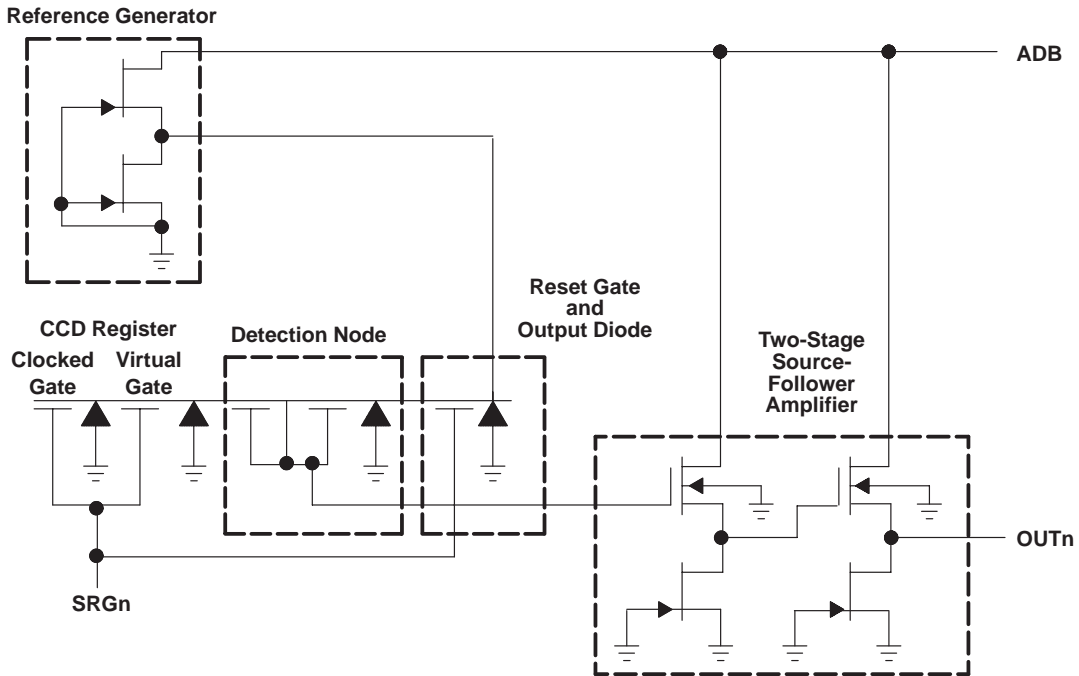 Reference Generator
ADB
Reset Gate
and
Output Diode
CCD Register
Clocked
Gate
Virtual
Gate
Detection Node
Two-Stage
Source-
Follower
Amplifier
OUTn
SRGn